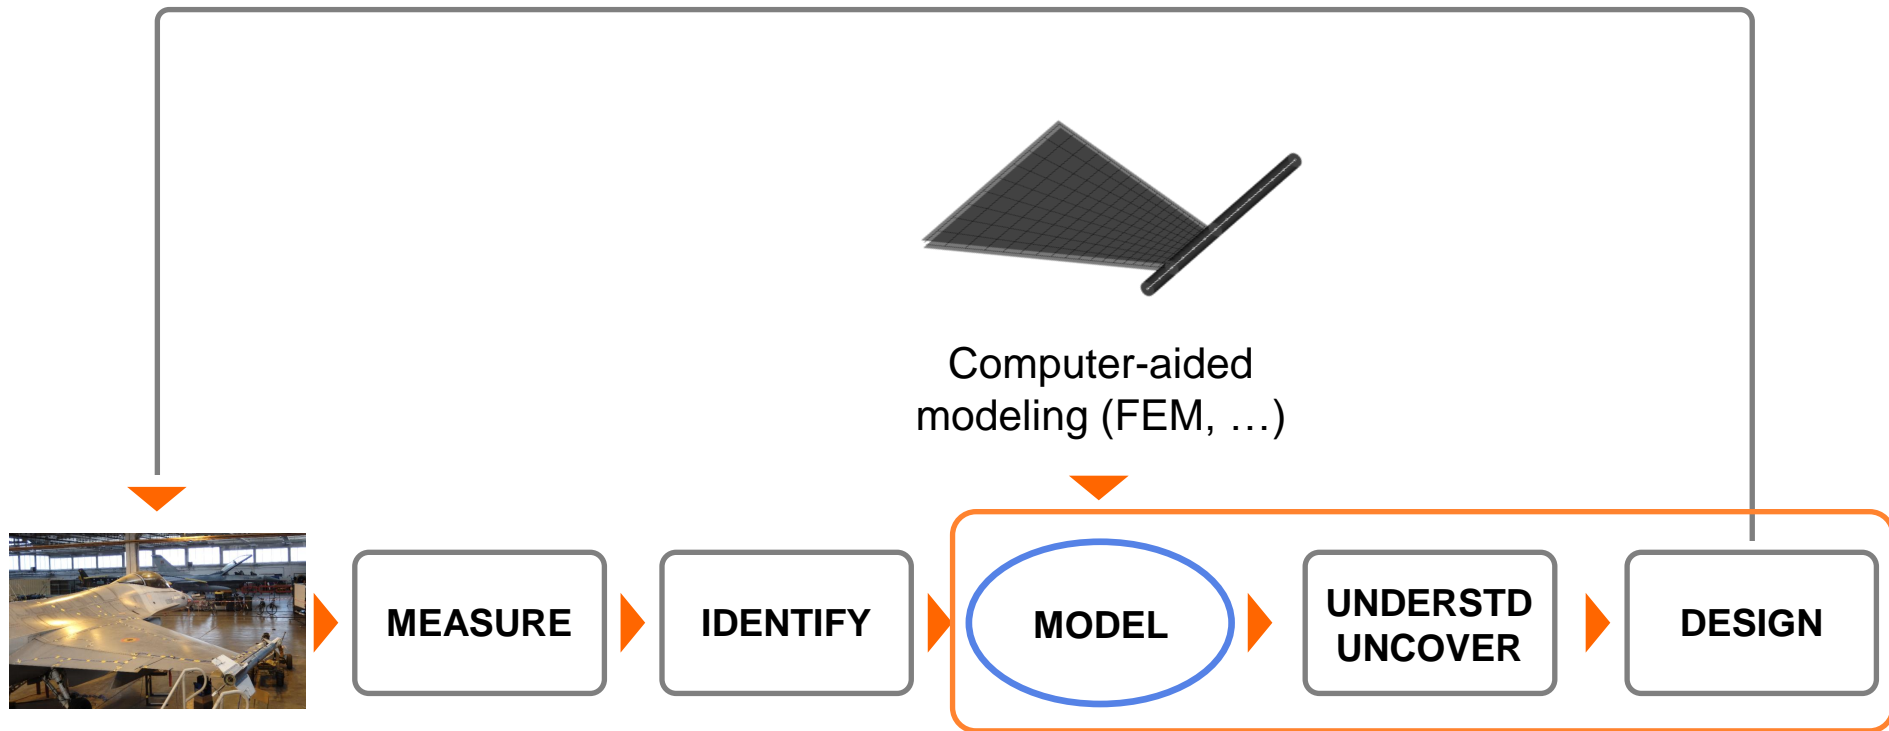 Computer-aided
modeling (FEM, …)
MEASURE
IDENTIFY
MODEL
UNDERSTD
UNCOVER
DESIGN